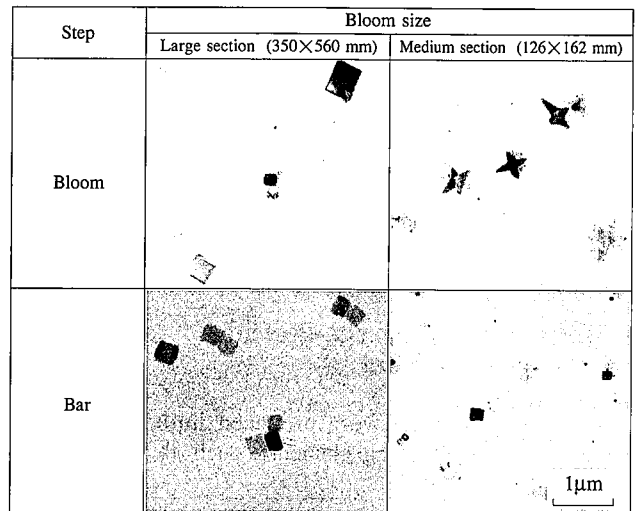 Step
Bloom size
Large section (350×560 mm)
Medium section (126×162 mm)
Bloom
Bar
1μm